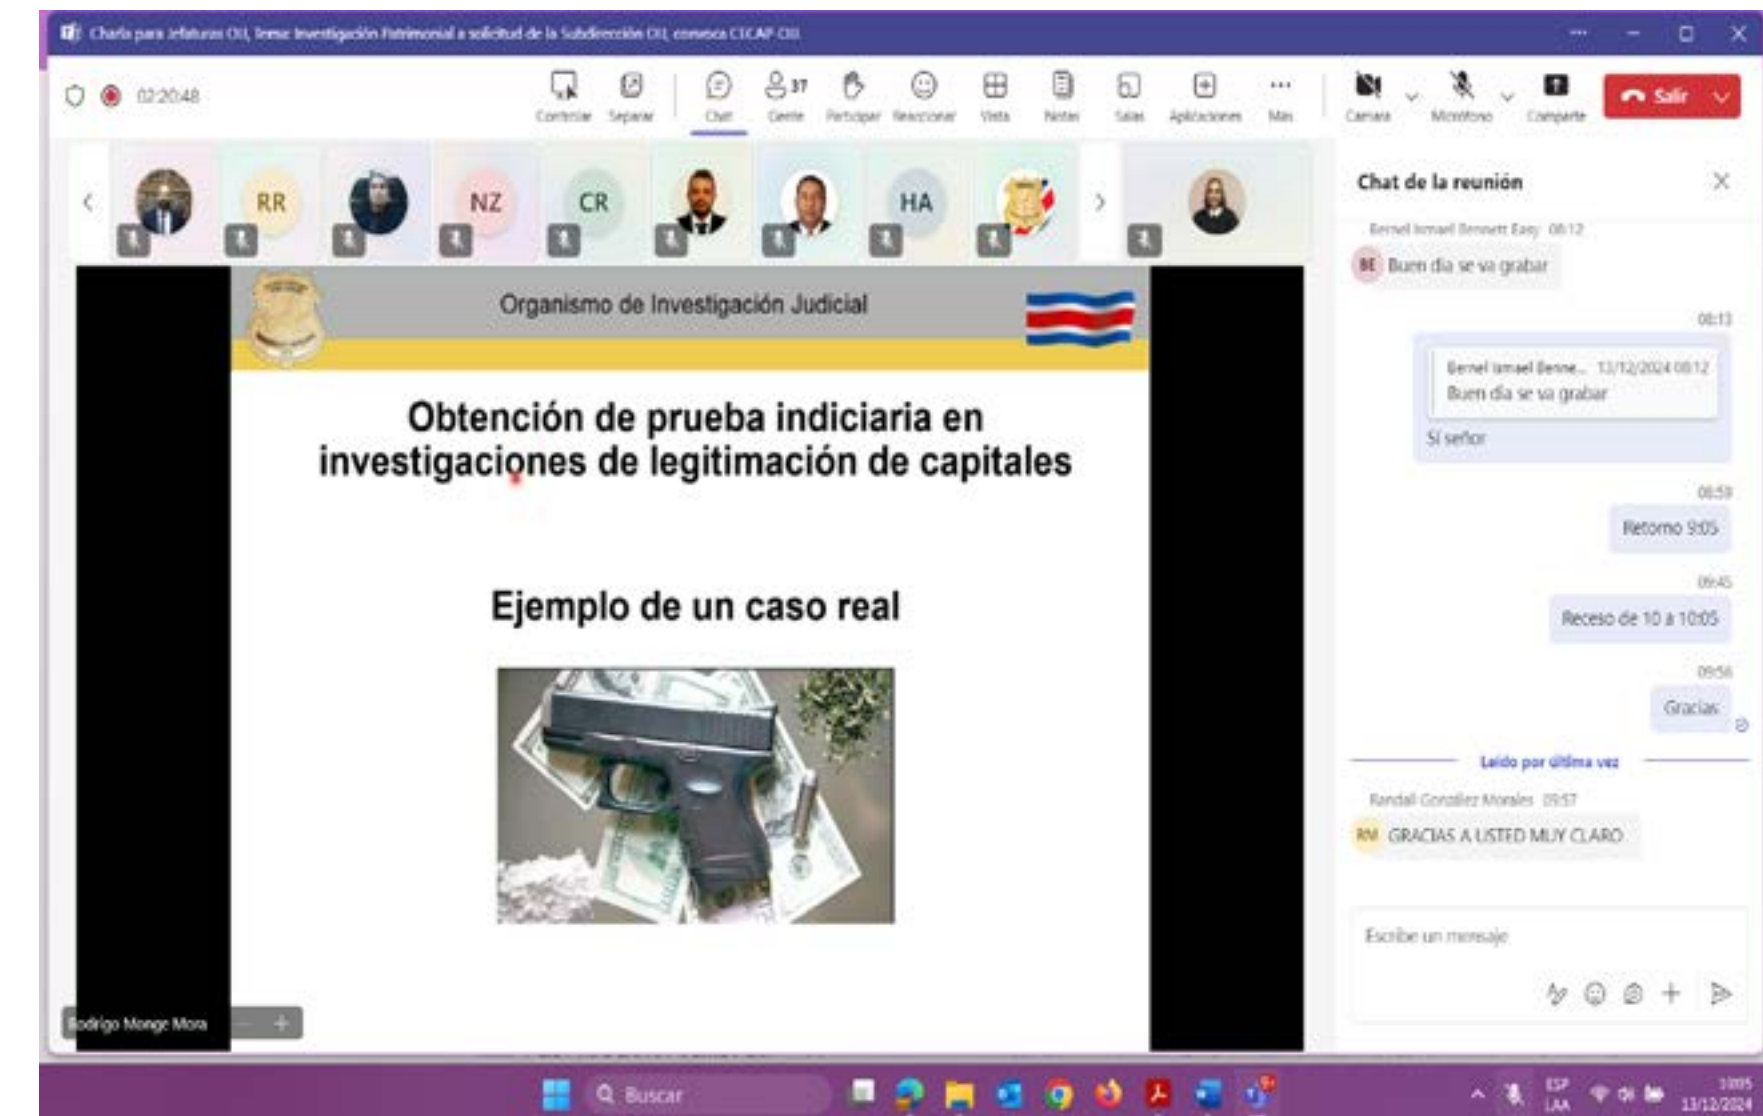 Charla para Jefaturas OIJ, Tema: Investigación Patrimonial a solicitud de la Subdirección OIJ, convoca CECAP-OIJ
02:20:48
Controlar Separar Chat Gente 37 Participar Reaccionar Vista Notas Salas Aplicaciones Más Cámara Micrófono Comparte Salir
RR NZ CR HA
Organismo de Investigación Judicial
Obtención de prueba indiciaria en
investigaciones de legitimación de capitales
Ejemplo de un caso real
Rodrigo Monge Mora
Chat de la reunión
Bernel Ismael Bennett Easy 08:12
BE Buen día se va grabar
08:13
Bernel Ismael Benne... 13/12/2024 08:12
Buen día se va grabar
Sí señor
08:59
Retorno 9:05
09:45
Receso de 10 a 10:05
09:56
Gracias
Leído por última vez
Randall González Morales 09:57
RM GRACIAS A USTED MUY CLARO
Escribe un mensaje
Buscar
ESP
LAA
10:05
13/12/2024